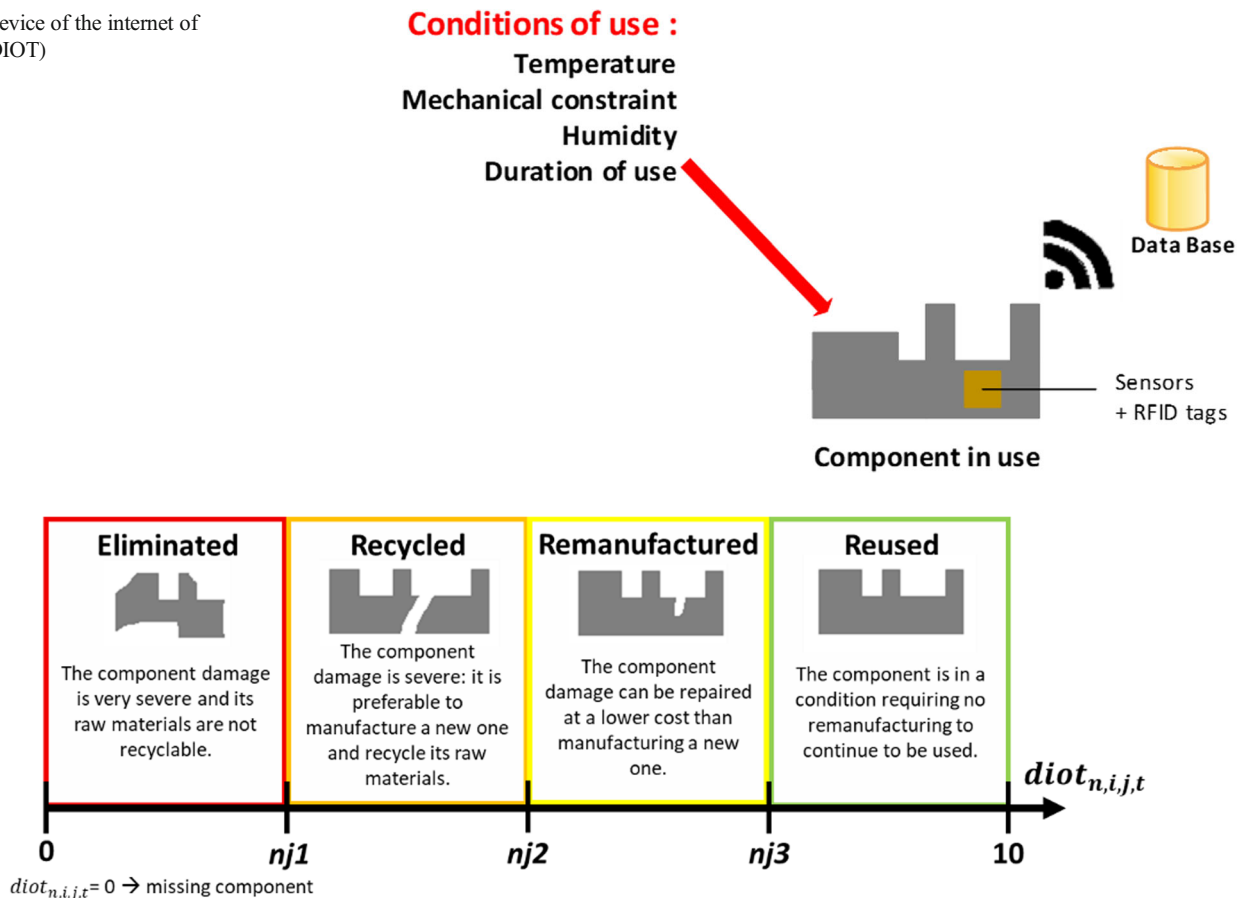 evice of the internet of
DIOT)
Conditions of use :
Temperature
Mechanical constraint
Humidity
Duration of use
Data Base
Sensors
+ RFID tags
Component in use
Eliminated
The component damage
is very severe and its
raw materials are not
recyclable.
Recycled
The component
damage is severe: it is
preferable to
manufacture a new one
and recycle its raw
materials.
Remanufactured
The component
damage can be repaired
at a lower cost than
manufacturing a new
one.
Reused
The component is in a
condition requiring no
remanufacturing to
continue to be used.
diot_{n,i,j,t}
0 nj1 nj2 nj3 10
diot_{n,i,j,t}= 0 → missing component